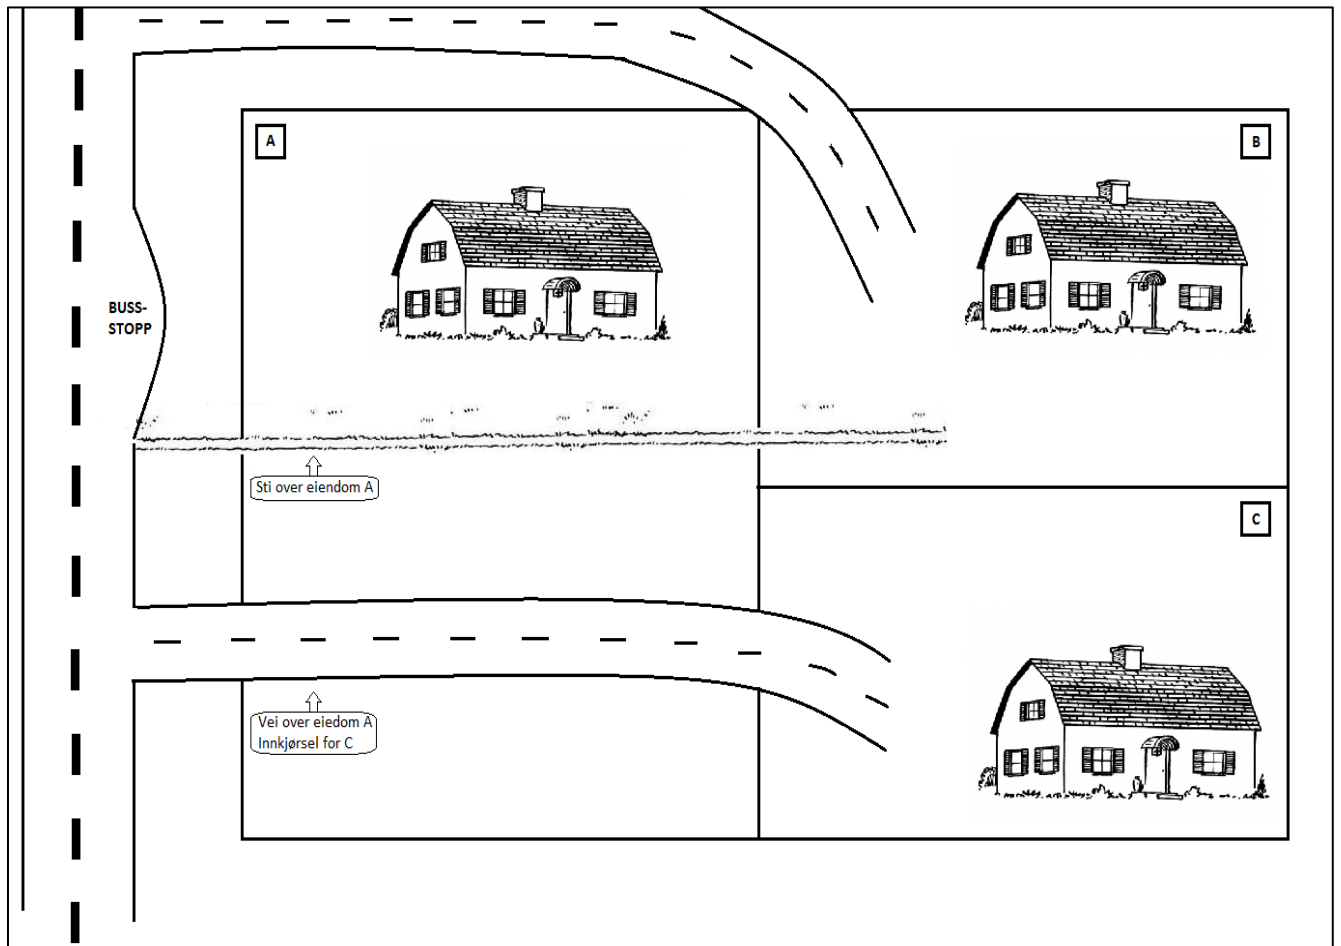 A
B
BUSS-
STOPP
Sti over eiendom A
C
Vei over eiedom A
Innkjørsel for C